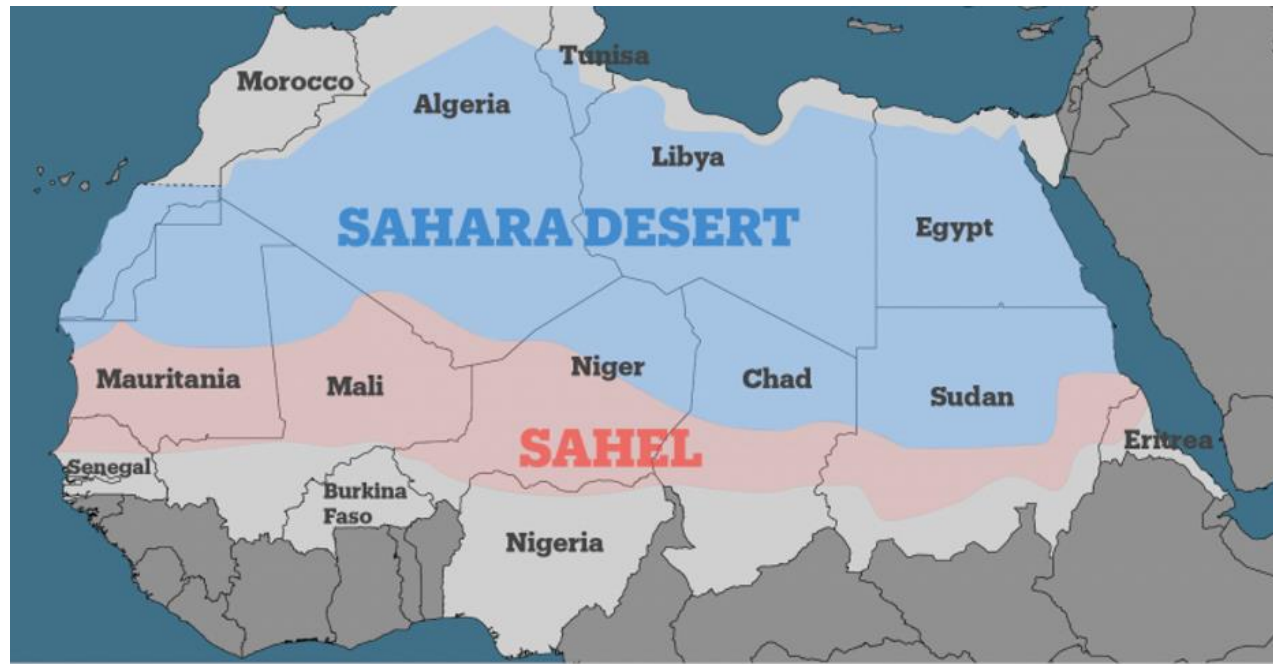 Tunisa
Morocco
Algeria
Libya
SAHARA DESERT
Egypt
Niger
Mauritania
Mali
Chad
Sudan
SAHEL
Eritrea
Senegal
Burkina
Faso
Nigeria